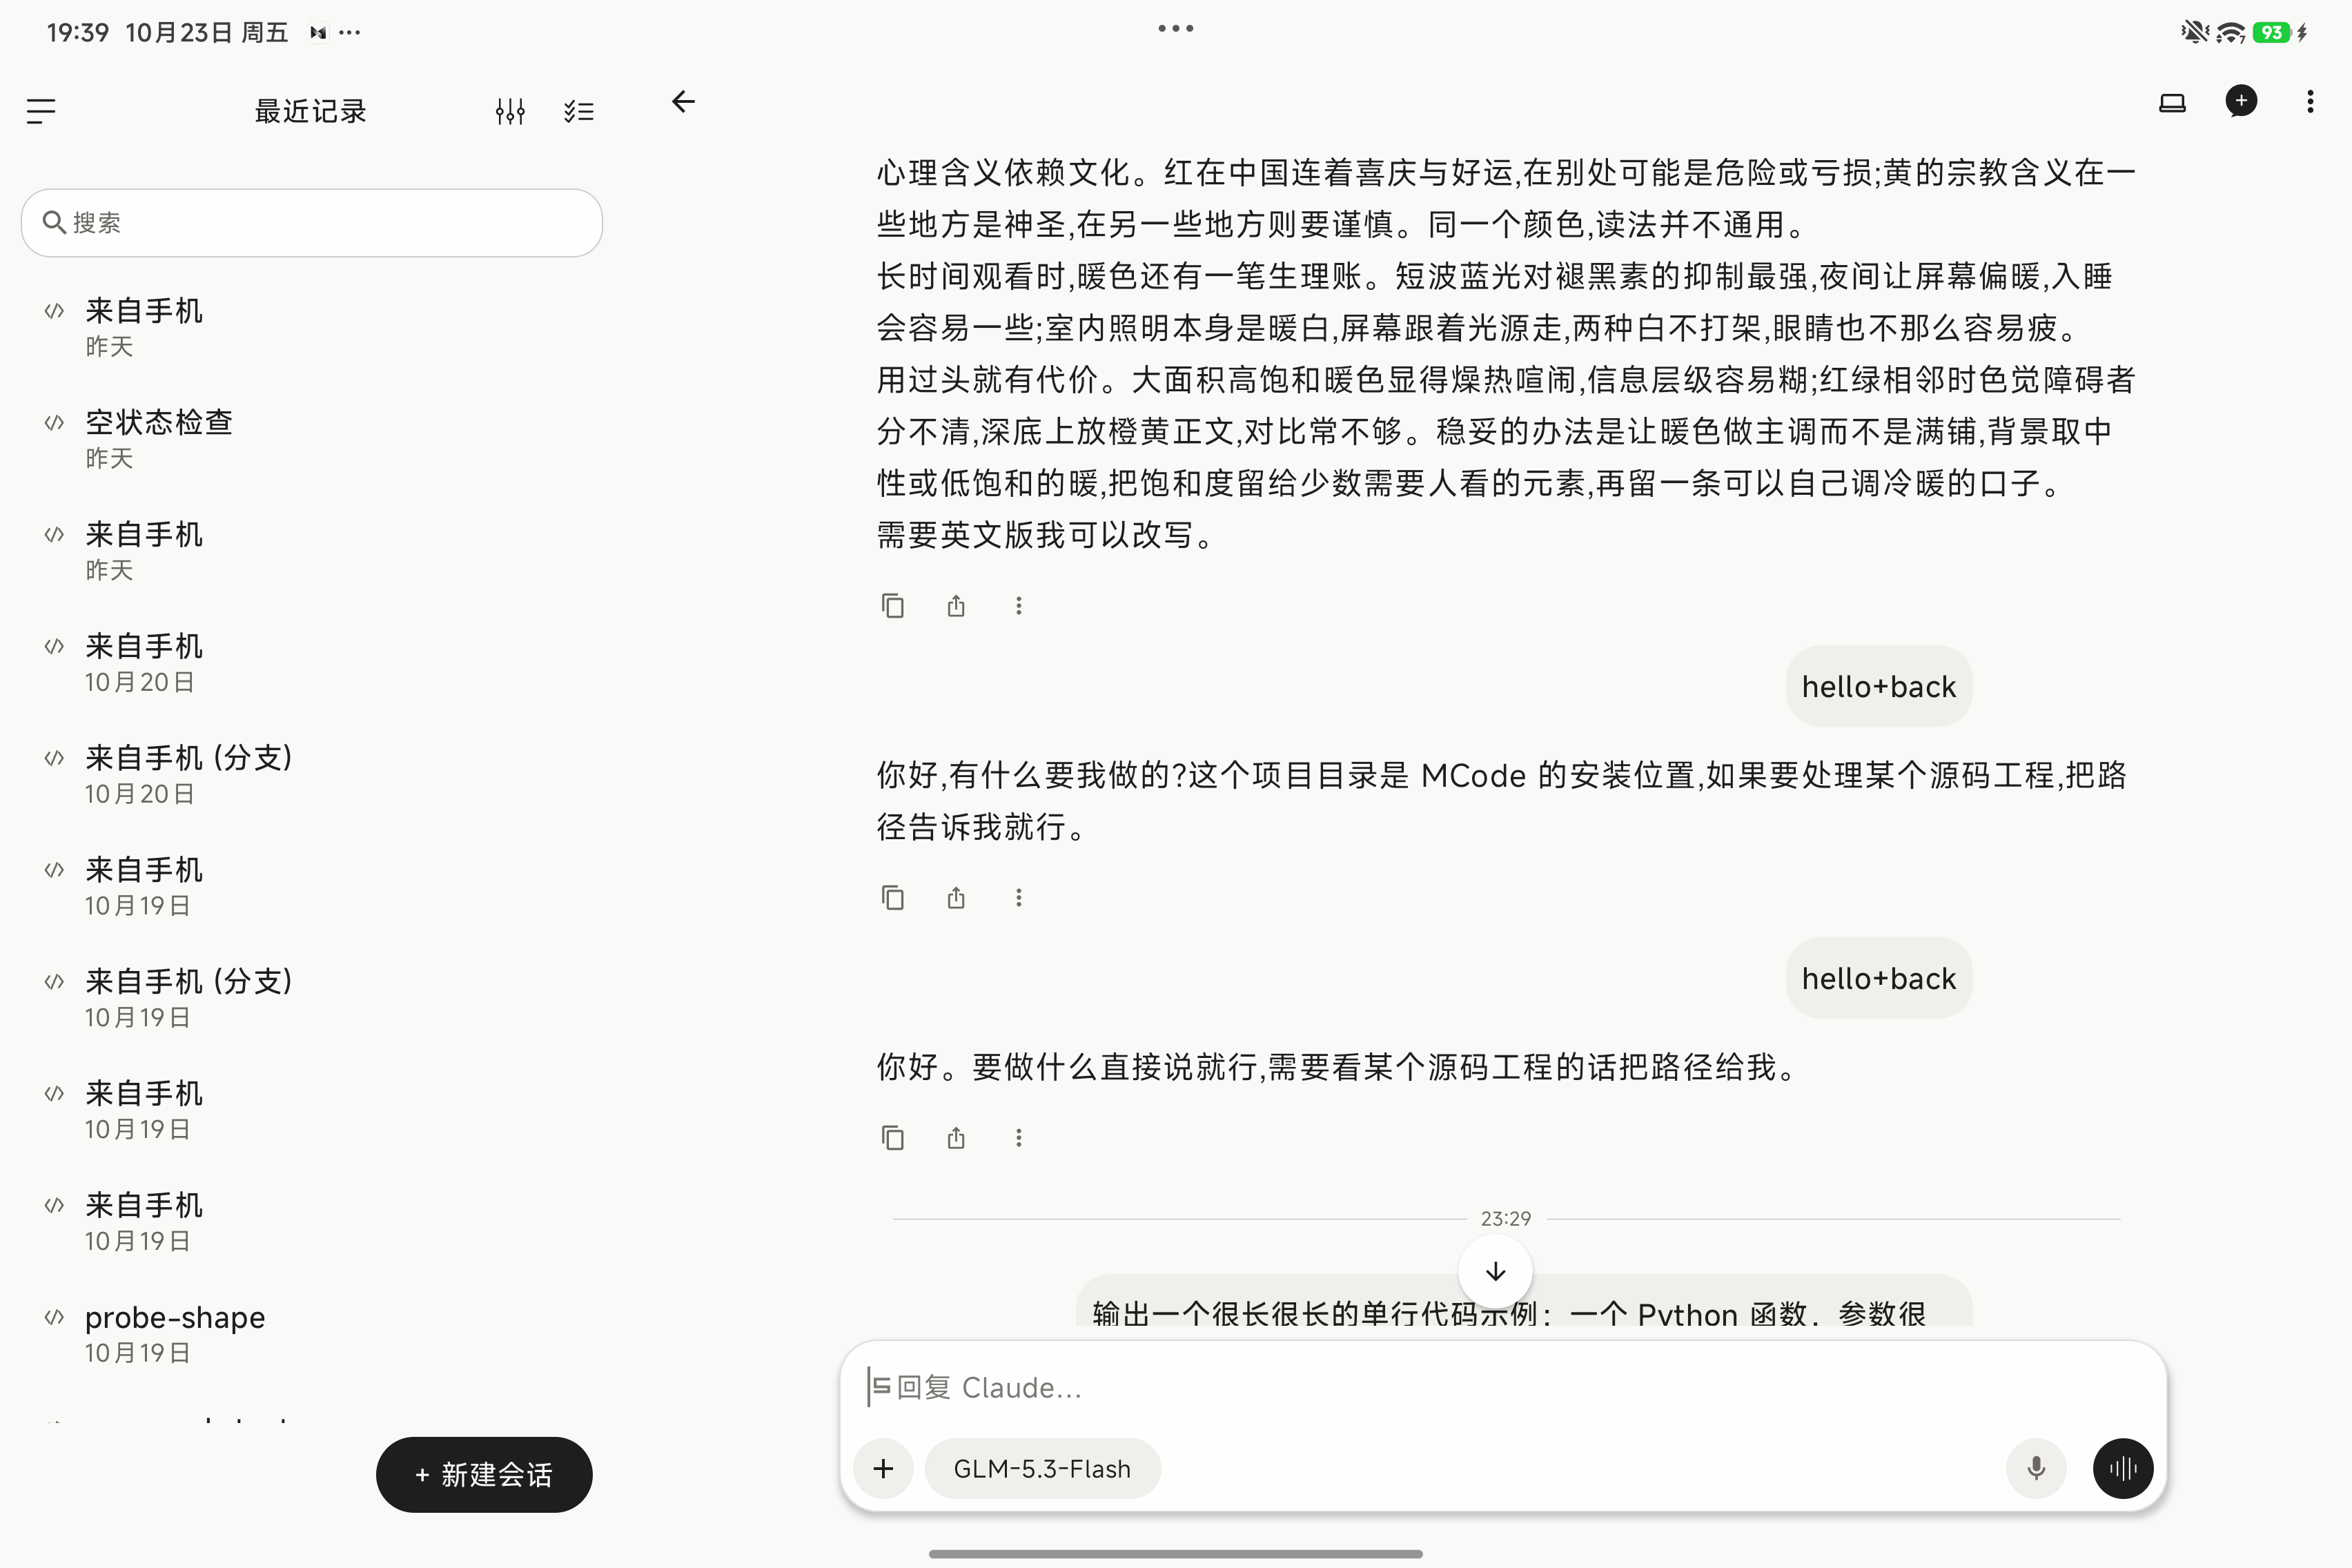 19:39 10月23日 周五
93
最近记录
搜索
来自手机
昨天
空状态检查
昨天
来自手机
昨天
来自手机
10月20日
来自手机 (分支)
10月20日
来自手机
10月19日
来自手机 (分支)
10月19日
来自手机
10月19日
来自手机
10月19日
probe-shape
10月19日
+ 新建会话
心理含义依赖文化。红在中国连着喜庆与好运,在别处可能是危险或亏损;黄的宗教含义在一
些地方是神圣,在另一些地方则要谨慎。同一个颜色,读法并不通用。
长时间观看时,暖色还有一笔生理账。短波蓝光对褪黑素的抑制最强,夜间让屏幕偏暖,入睡
会容易一些;室内照明本身是暖白,屏幕跟着光源走,两种白不打架,眼睛也不那么容易疲。
用过头就有代价。大面积高饱和暖色显得燥热喧闹,信息层级容易糊;红绿相邻时色觉障碍者
分不清,深底上放橙黄正文,对比常不够。稳妥的办法是让暖色做主调而不是满铺,背景取中
性或低饱和的暖,把饱和度留给少数需要人看的元素,再留一条可以自己调冷暖的口子。
需要英文版我可以改写。
hello+back
你好,有什么要我做的?这个项目目录是 MCode 的安装位置,如果要处理某个源码工程,把路
径告诉我就行。
hello+back
你好。要做什么直接说就行,需要看某个源码工程的话把路径给我。
23:29
输出一个很长很长的单行代码示例：一个 Python 函数，参数很
回复 Claude...
GLM-5.3-Flash